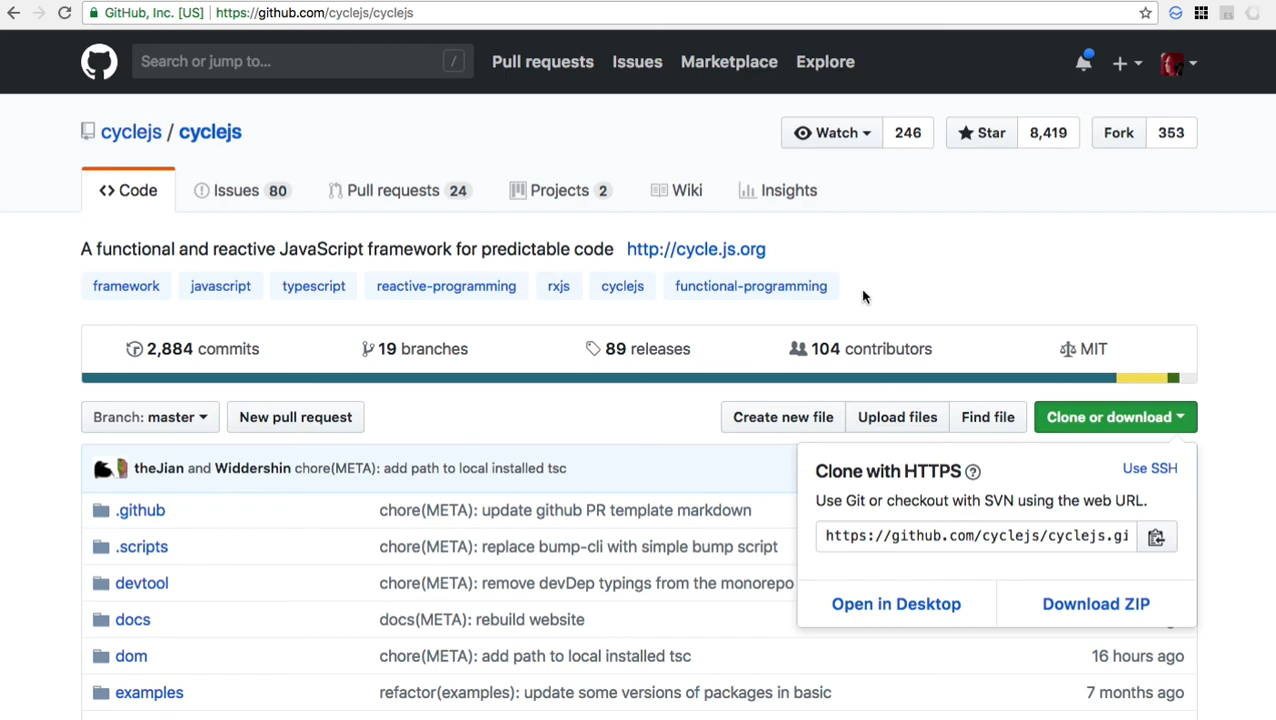 GitHub, Inc. [US] | https://github.com/cyclejs/cyclejs
Search or jump to... /
Pull requests Issues Marketplace Explore
cyclejs / cyclejs
Watch 246 Star 8,419 Fork 353
Code Issues 80 Pull requests 24 Projects 2 Wiki Insights
A functional and reactive JavaScript framework for predictable code http://cycle.js.org
framework javascript typescript reactive-programming rxjs cyclejs functional-programming
2,884 commits 19 branches 89 releases 104 contributors MIT
Branch: master New pull request Create new file Upload files Find file Clone or download
theJian and Widdershin chore(META): add path to local installed tsc
Clone with HTTPS Use SSH
Use Git or checkout with SVN using the web URL.
https://github.com/cyclejs/cyclejs.gi
Open in Desktop Download ZIP
.github chore(META): update github PR template markdown
.scripts chore(META): replace bump-cli with simple bump script
devtool chore(META): remove devDep typings from the monorepo
docs docs(META): rebuild website
dom chore(META): add path to local installed tsc 16 hours ago
examples refactor(examples): update some versions of packages in basic 7 months ago